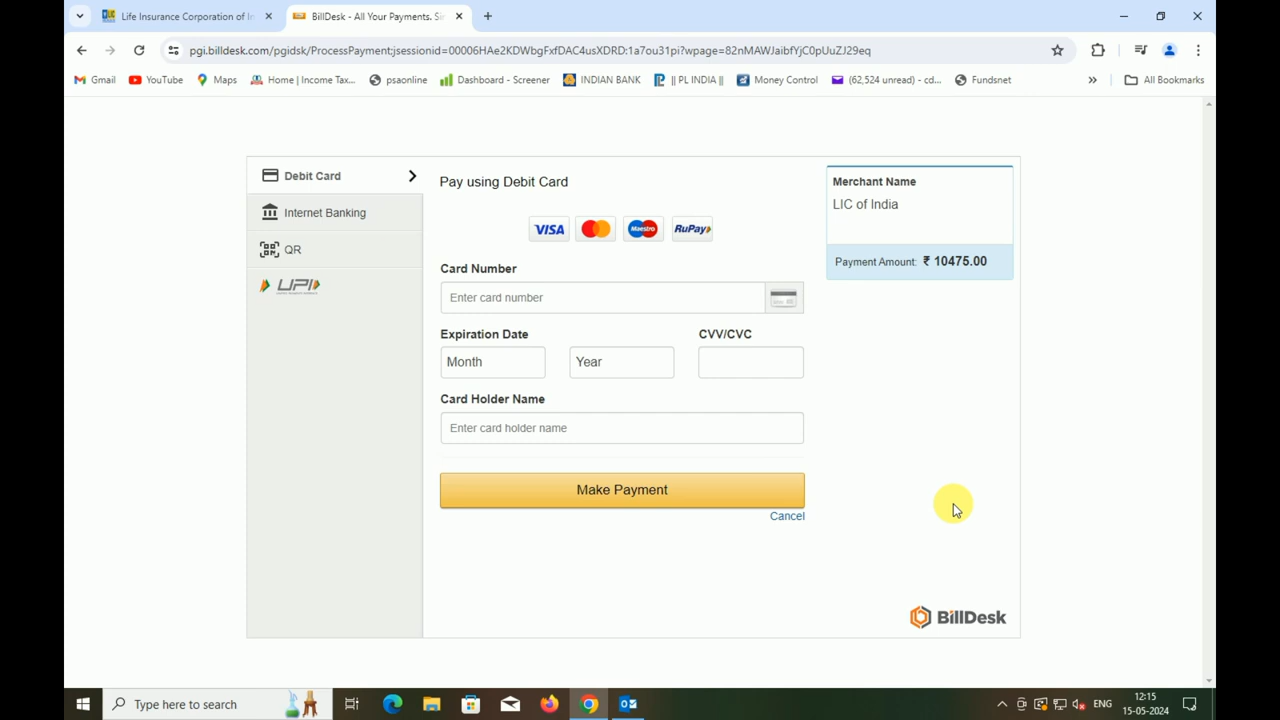 Life Insurance Corporation of In
BillDesk - All Your Payments. Si
pgi.billdesk.com/pgidsk/ProcessPayment;jsessionid=00006HAe2KDWbgFxfDAC4usXDRD:1a7ou31pi?wpage=82nMAWJaibfYjC0pUuZJ29eq
Gmail YouTube Maps Home | Income Tax... psaonline Dashboard - Screener INDIAN BANK || PL INDIA || Money Control (62,524 unread) - cd... Fundsnet » All Bookmarks
Debit Card
Internet Banking
QR
UPI
Pay using Debit Card
VISA Maestro RuPay
Card Number
Enter card number
Expiration Date CVV/CVC
Month Year
Card Holder Name
Enter card holder name
Make Payment
Cancel
Merchant Name
LIC of India
Payment Amount: ₹ 10475.00
BillDesk
Type here to search
ENG
12:15
15-05-2024